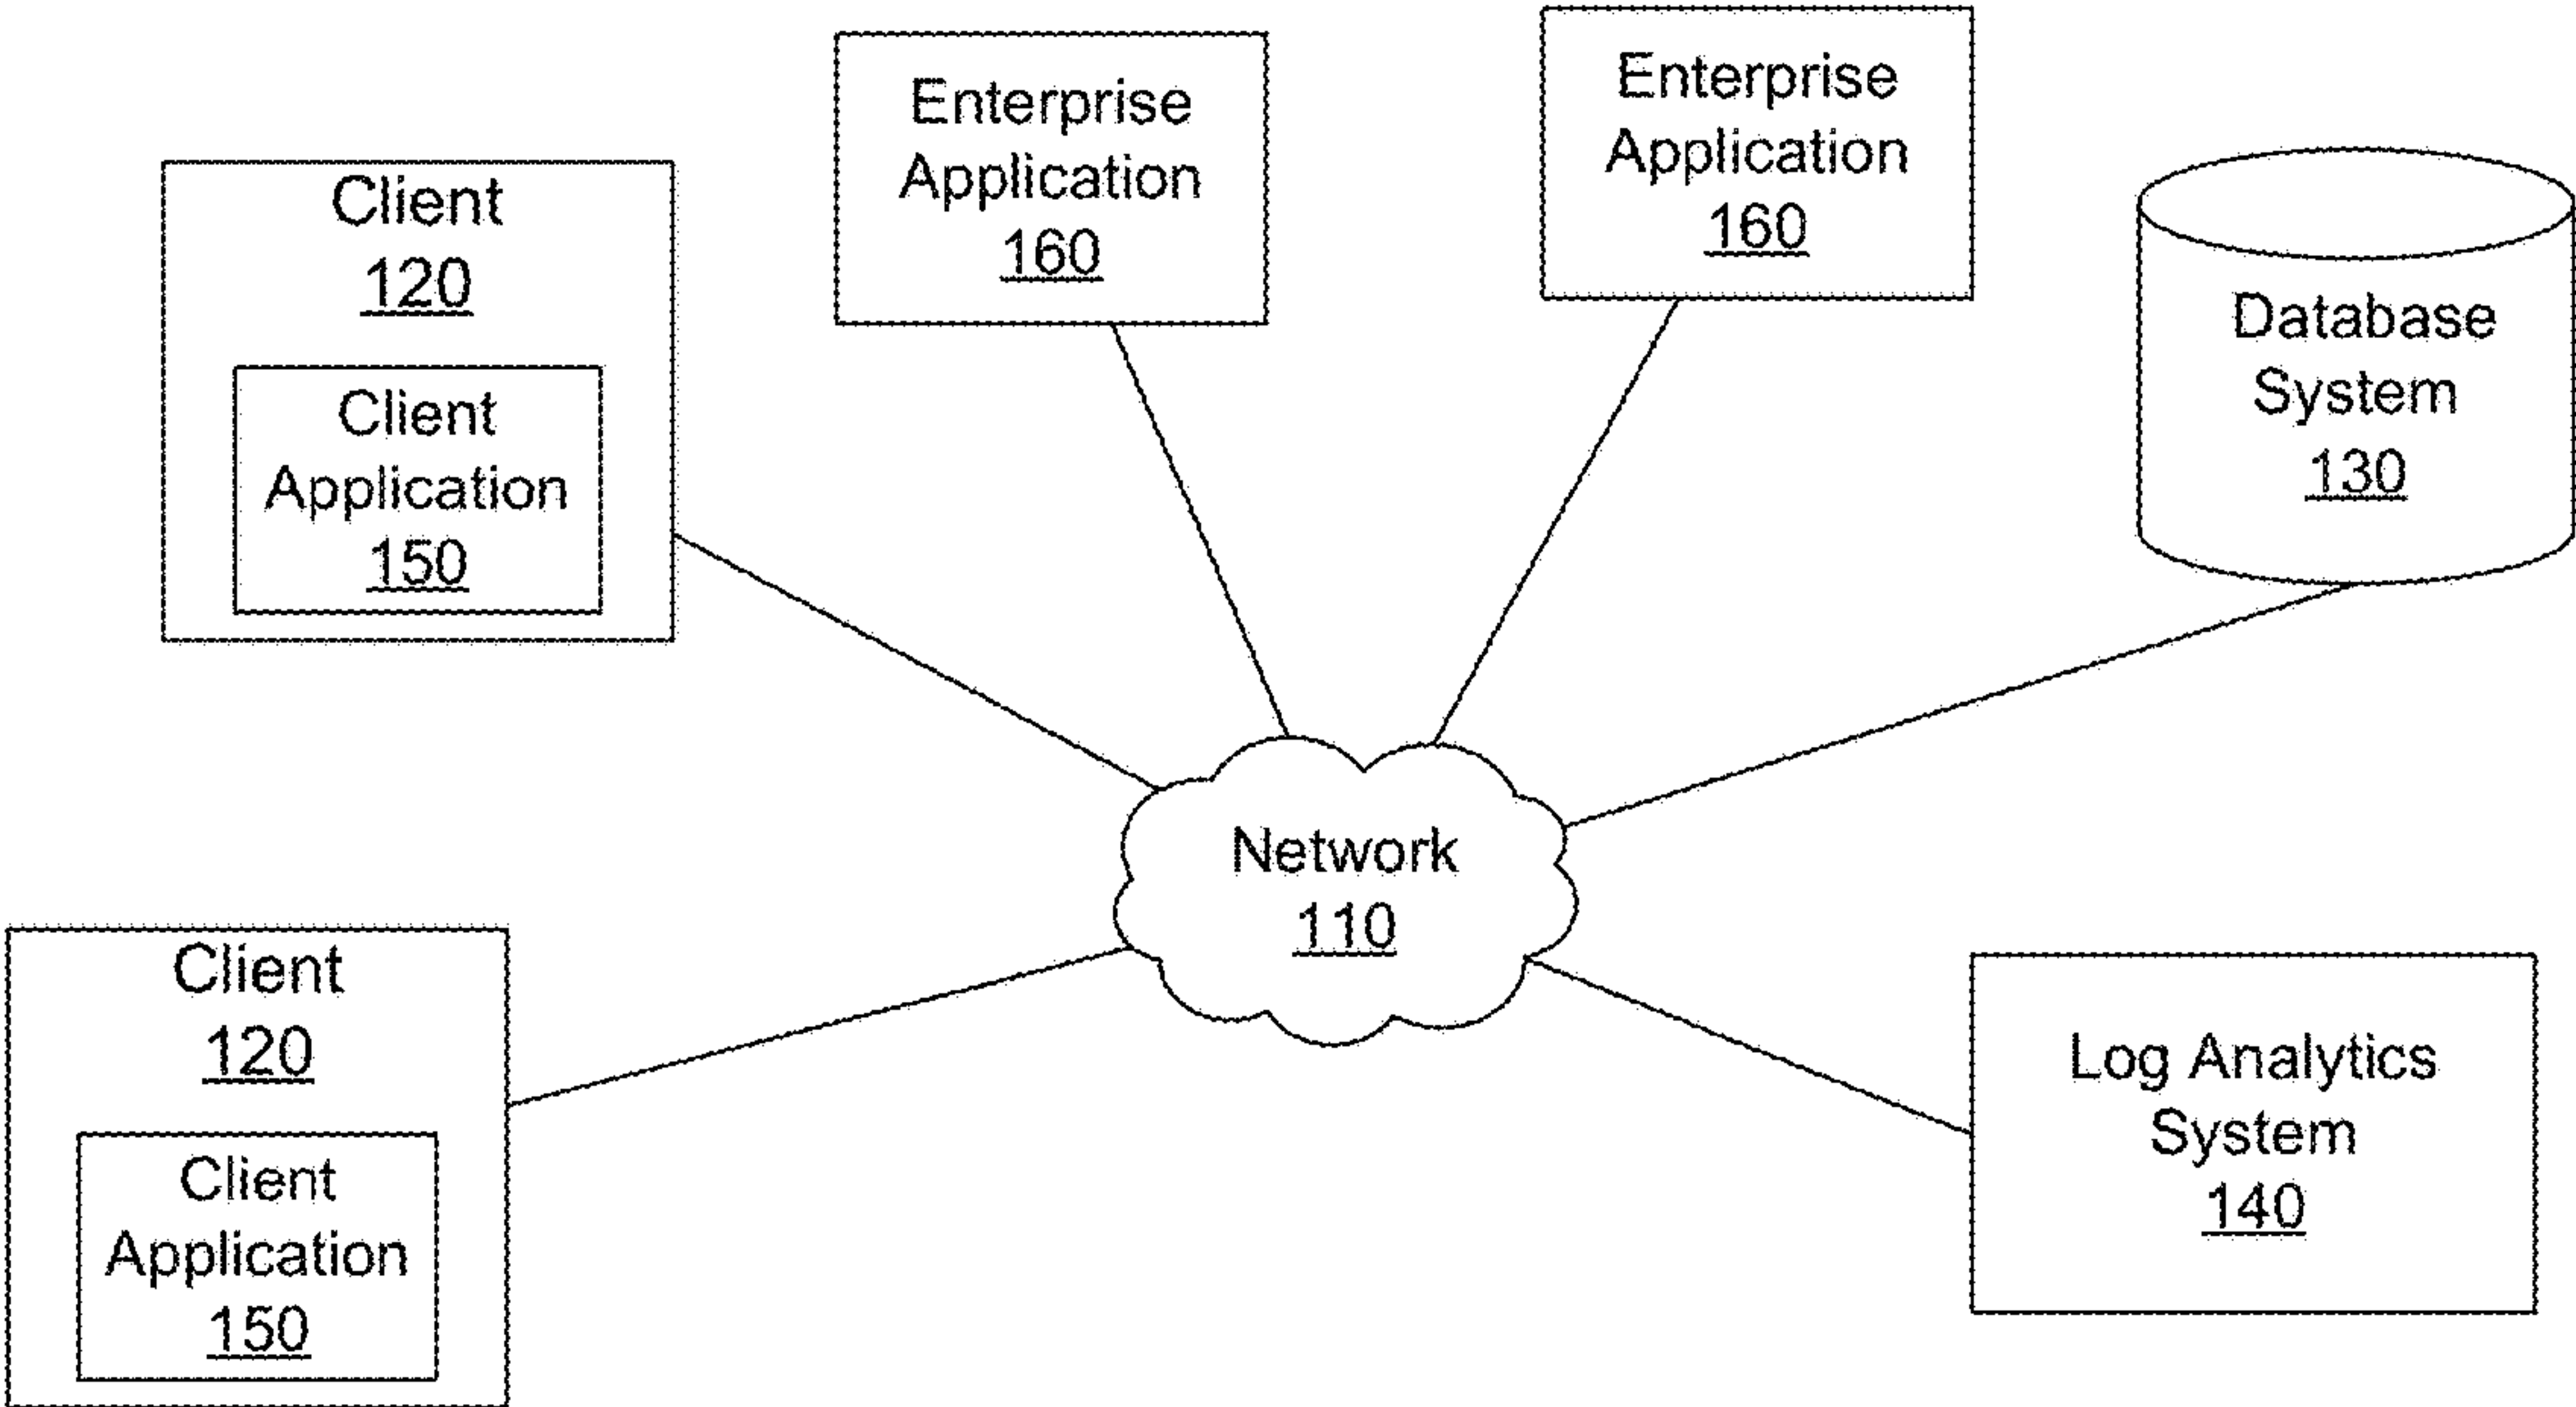 Enterprise
Application
160
Enterprise
Application
160
Client
120
Client
Application
150
Database
System
130
Network
110
Client
120
Client
Application
150
Log Analytics
System
140